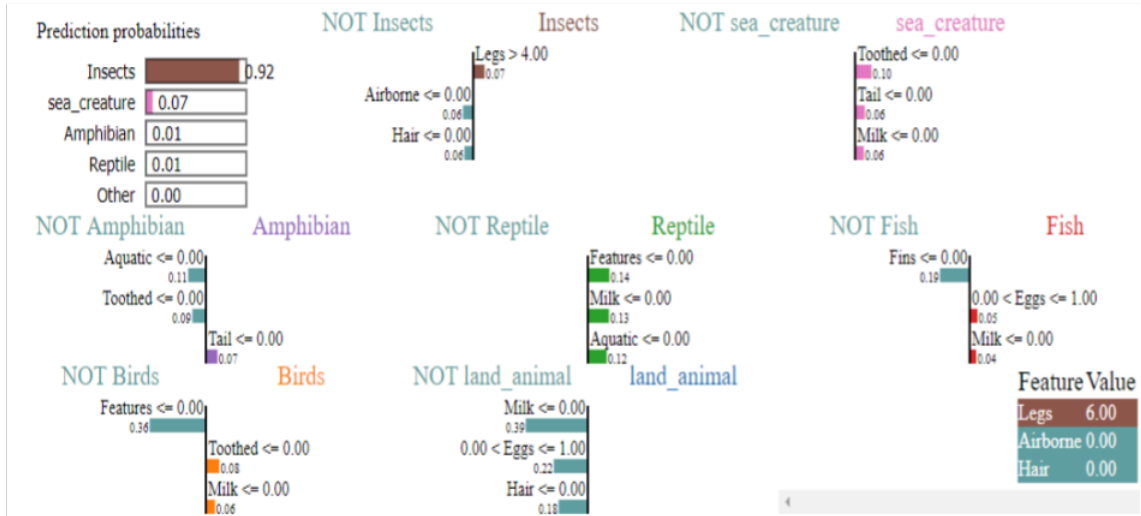 Prediction probabilities
Insects 0.92
sea_creature 0.07
Amphibian 0.01
Reptile 0.01
Other 0.00
NOT Insects Insects
Legs > 4.00
0.07
Airborne <= 0.00
0.06
Hair <= 0.00
0.06
NOT sea_creature sea_creature
Toothed <= 0.00
0.10
Tail <= 0.00
0.06
Milk <= 0.00
0.06
NOT Amphibian Amphibian
Aquatic <= 0.00
0.11
Toothed <= 0.00
0.09
Tail <= 0.00
0.07
NOT Reptile Reptile
Features <= 0.00
0.14
Milk <= 0.00
0.13
Aquatic <= 0.00
0.12
NOT Fish Fish
Fins <= 0.00
0.19
0.00 < Eggs <= 1.00
0.05
Milk <= 0.00
0.04
NOT Birds Birds
Features <= 0.00
0.36
Toothed <= 0.00
0.08
Milk <= 0.00
0.06
NOT land_animal land_animal
Milk <= 0.00
0.39
0.00 < Eggs <= 1.00
0.22
Hair <= 0.00
0.18
Feature Value
Legs 6.00
Airborne 0.00
Hair 0.00